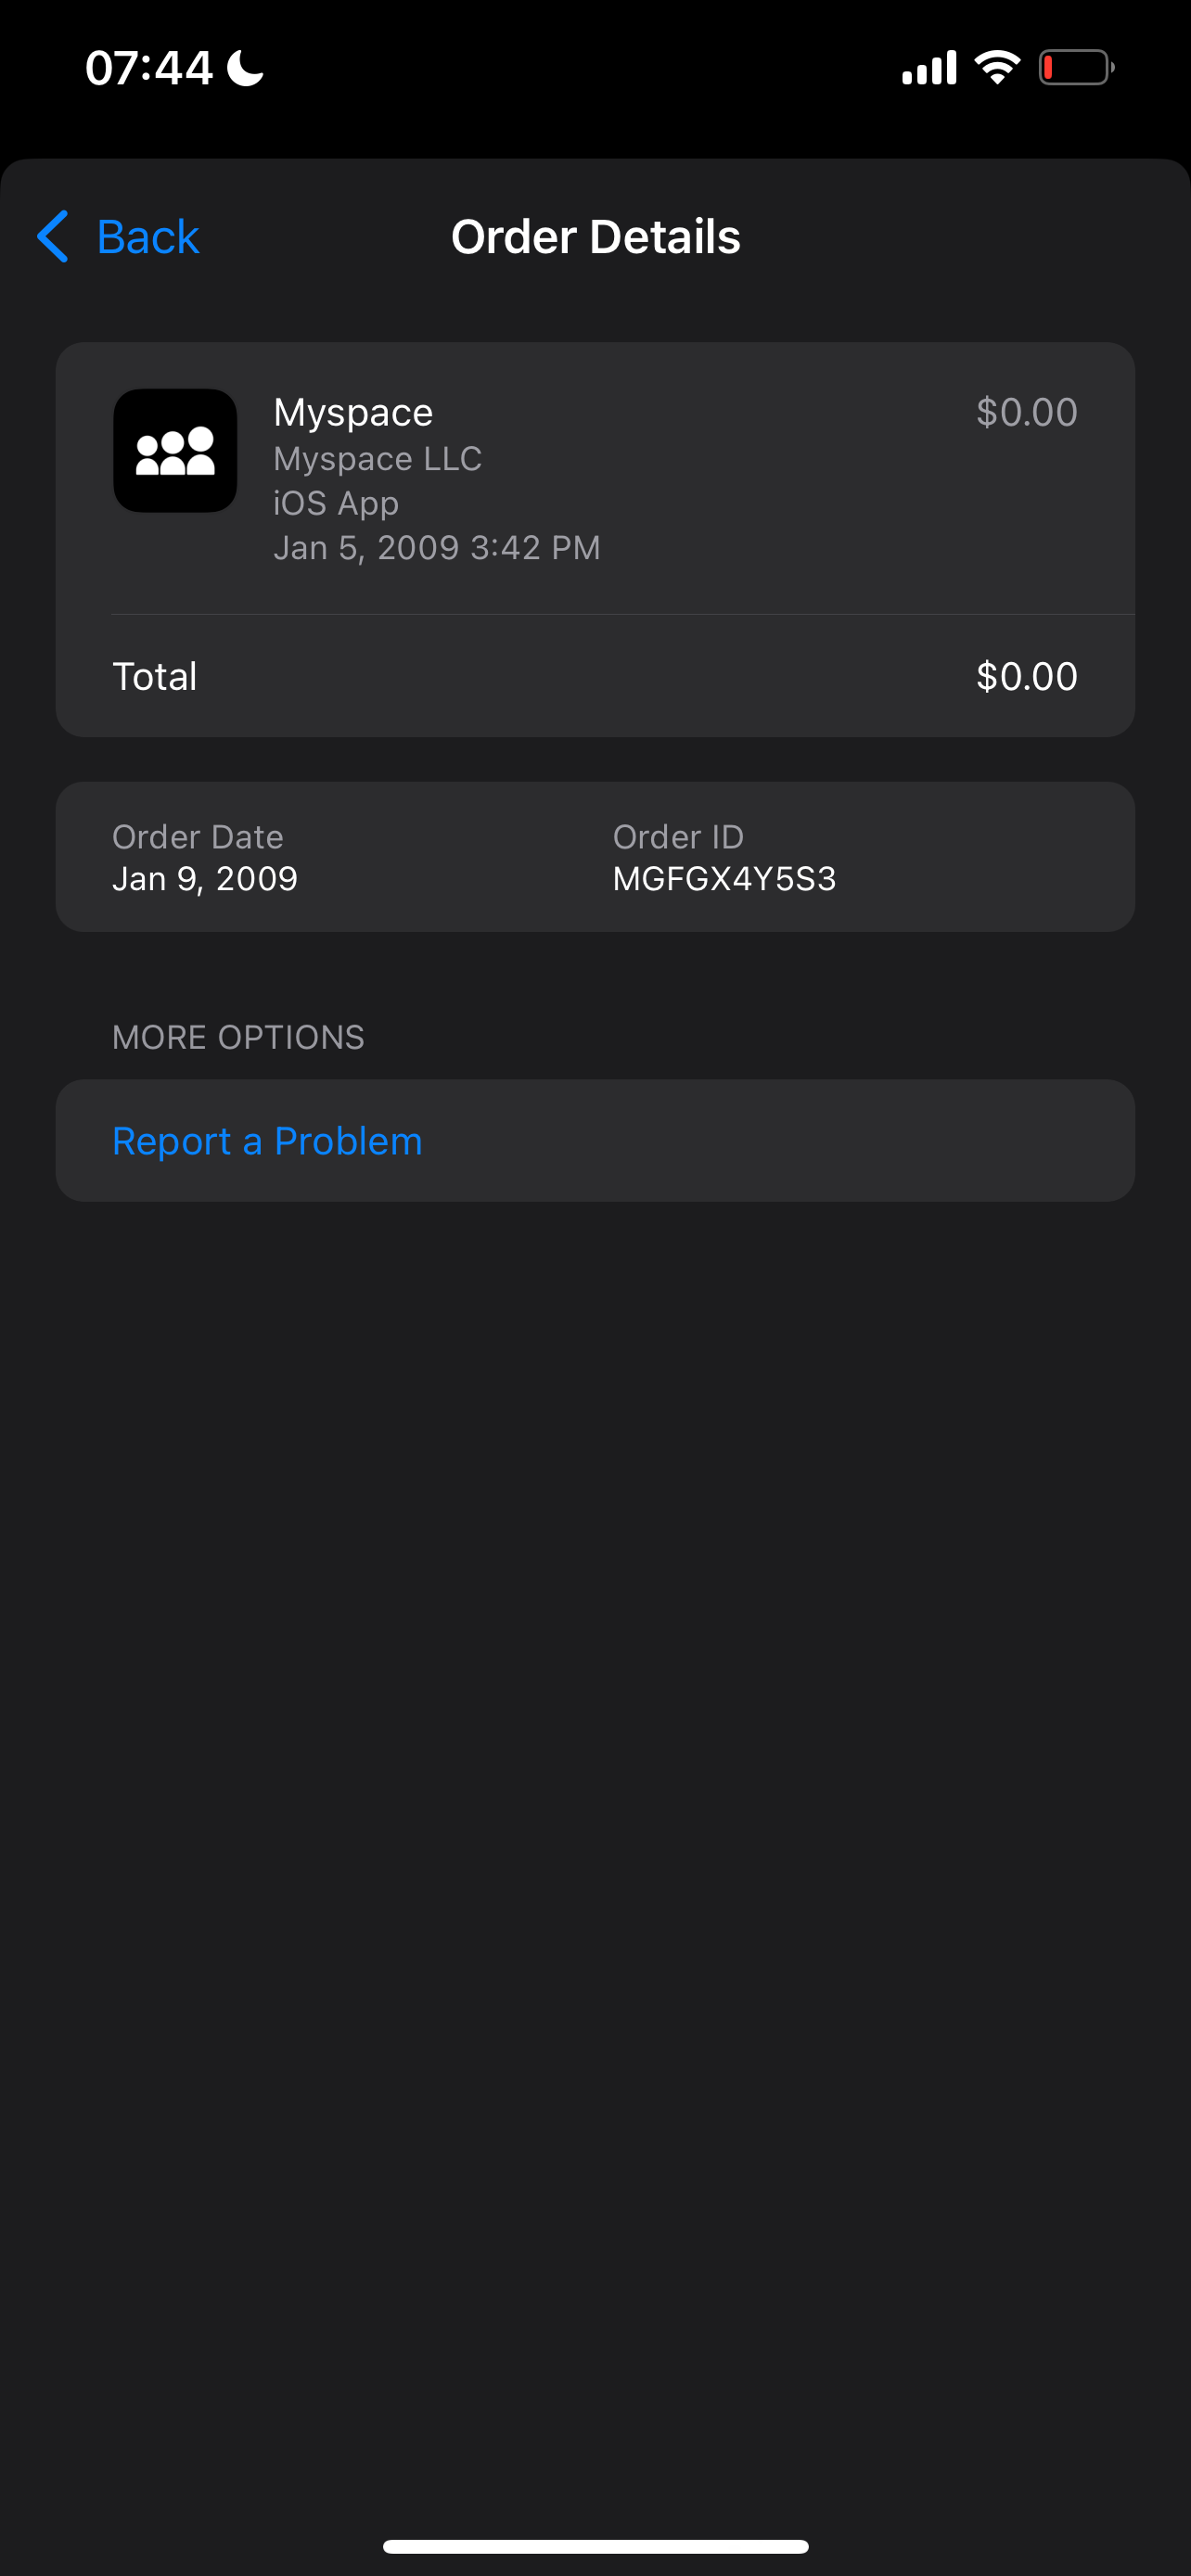 07:44
Back
Order Details
Myspace
$0.00
Myspace LLC
iOS App
Jan 5, 2009 3:42 PM
Total
$0.00
Order Date
Order ID
Jan 9, 2009
MGFGX4Y5S3
MORE OPTIONS
Report a Problem